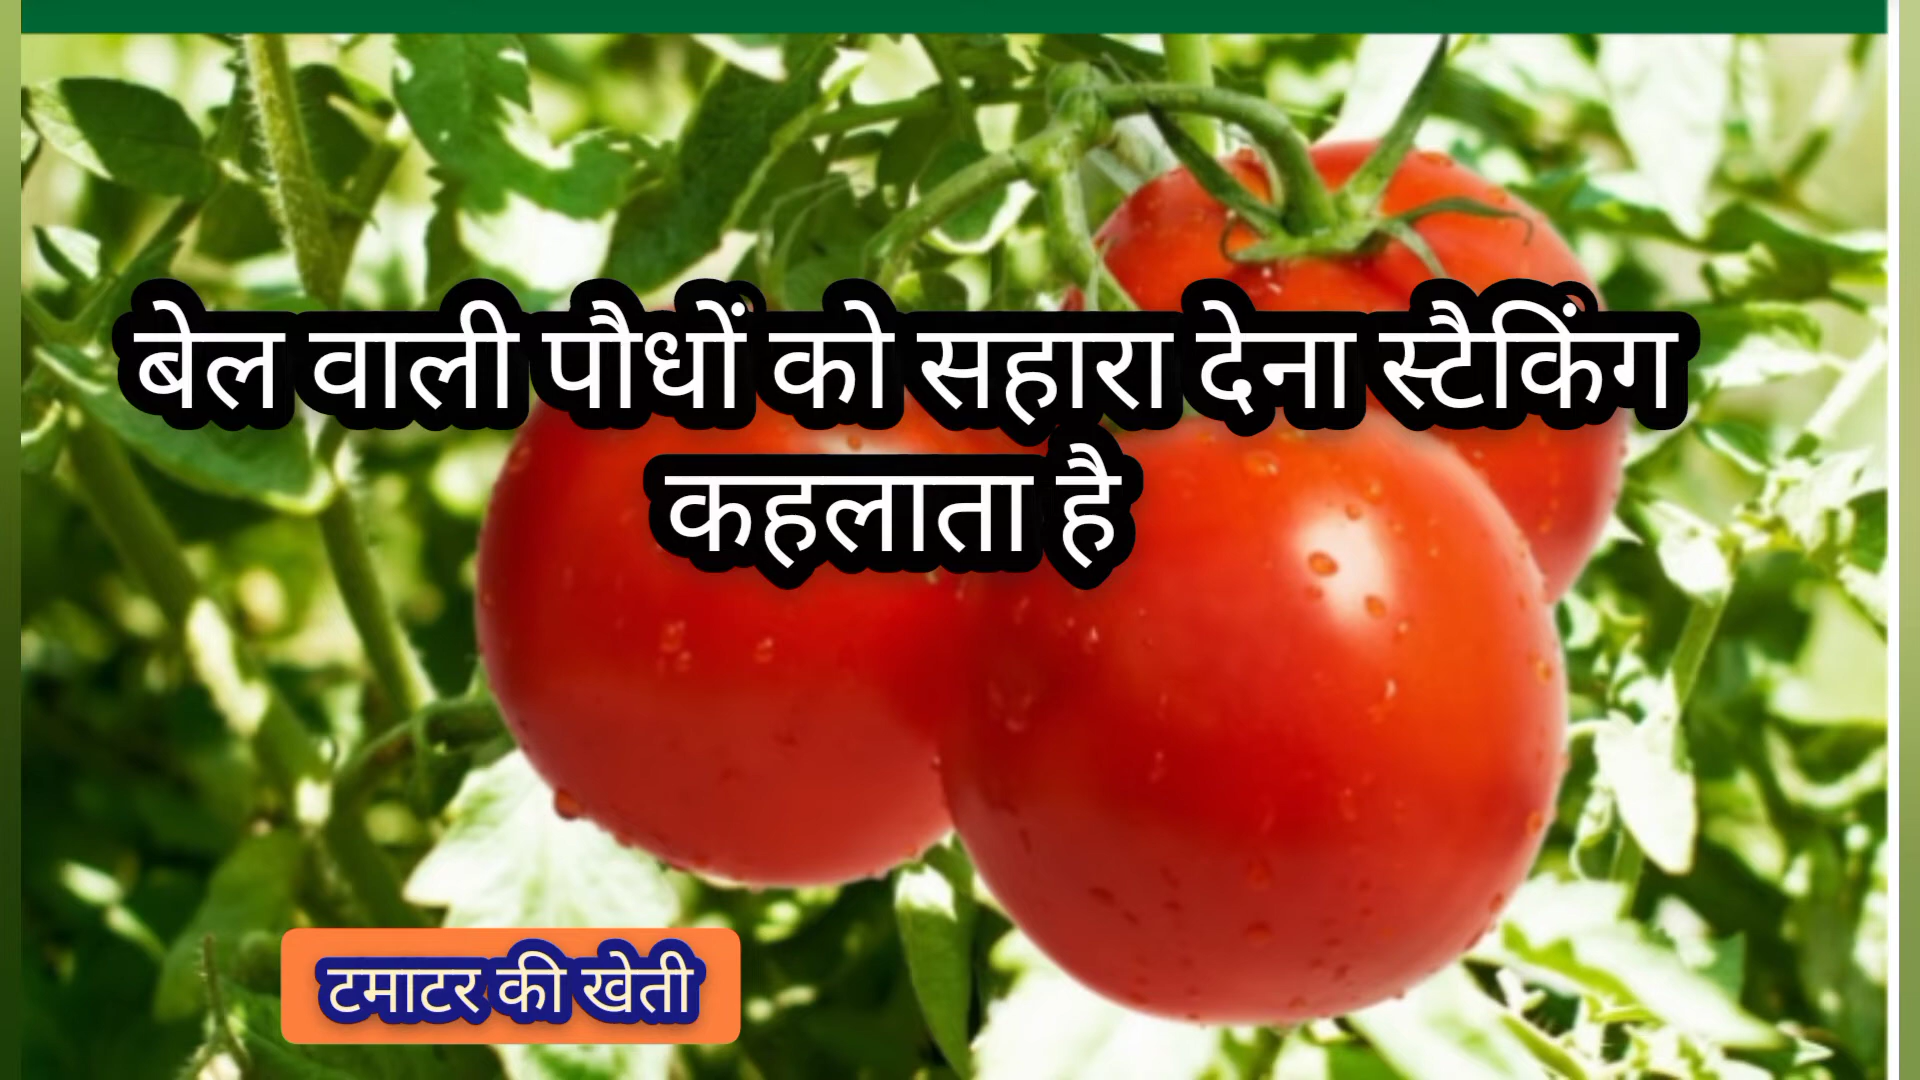 बेल वाली पौधों को सहारा देना स्टैकिंग
कहलाता है
टमाटर की खेती